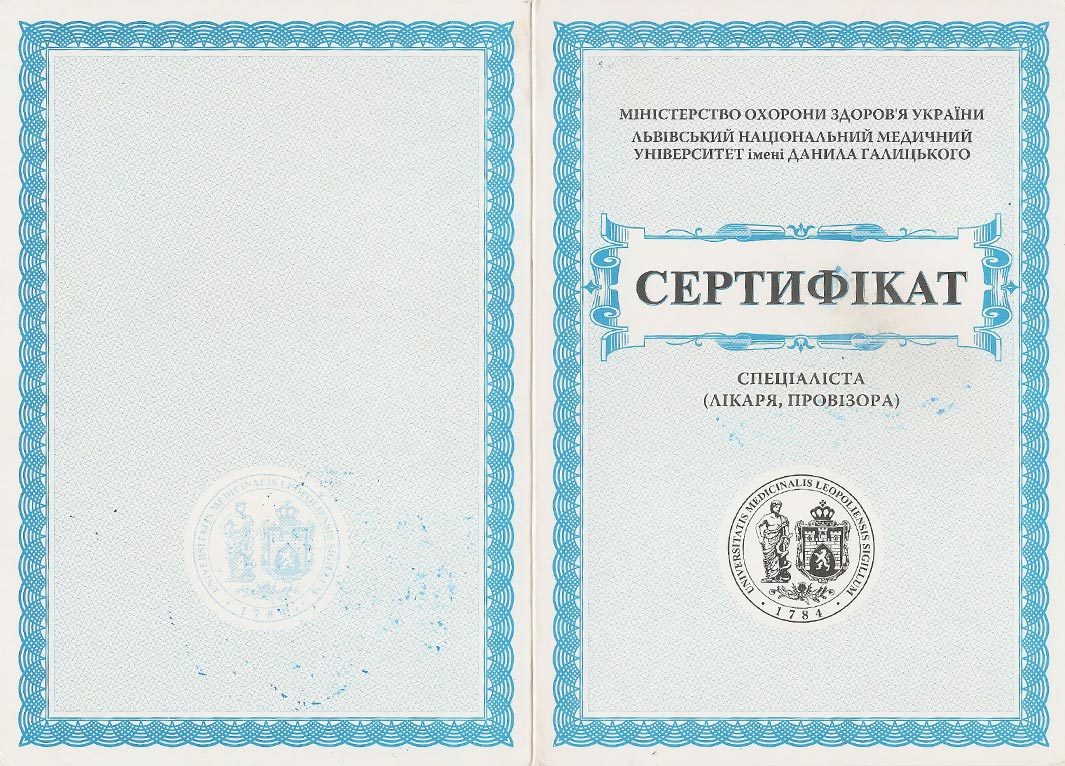 МІНІСТЕРСТВО ОХОРОНИ ЗДОРОВ'Я УКРАЇНИ
ЛЬВІВСЬКИЙ НАЦІОНАЛЬНИЙ МЕДИЧНИЙ
УНІВЕРСИТЕТ імені ДАНИЛА ГАЛИЦЬКОГО
СЕРТИФІКАТ
СПЕЦІАЛІСТА
(ЛІКАРЯ, ПРОВІЗОРА)
UNIVERSITATIS MEDICINALIS LEOPOLIENSIS SIGILLUM
1784
UNIVERSITATIS MEDICINALIS LEOPOLIENSIS SIGILLUM
1784